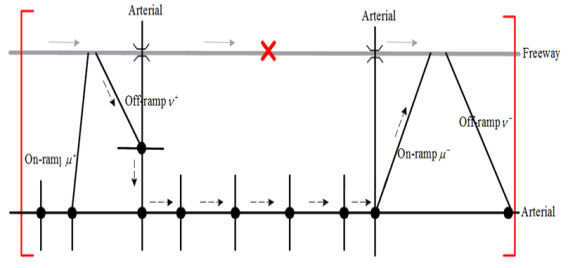 Arterial
Arterial
Freeway
Off-ramp ν⁺
On-ramp μ⁺
On-ramp μ⁻
Off-ramp ν⁻
Arterial